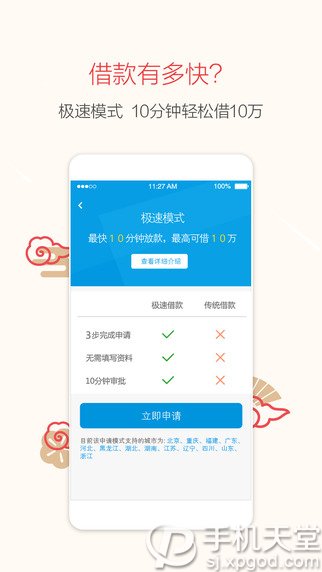 借款有多快？
极速模式 10分钟轻松借10万
11:27 AM
100%
极速模式
最快10分钟放款，最高可借10万
查看详细介绍
极速借款 传统借款
3步完成申请
无需填写资料
10分钟审批
立即申请
目前该申请模式支持的城市为: 北京、重庆、福建、广东、
河北、黑龙江、湖北、湖南、江苏、辽宁、四川、山东、
浙江
手机天堂
sj.xpgod.com